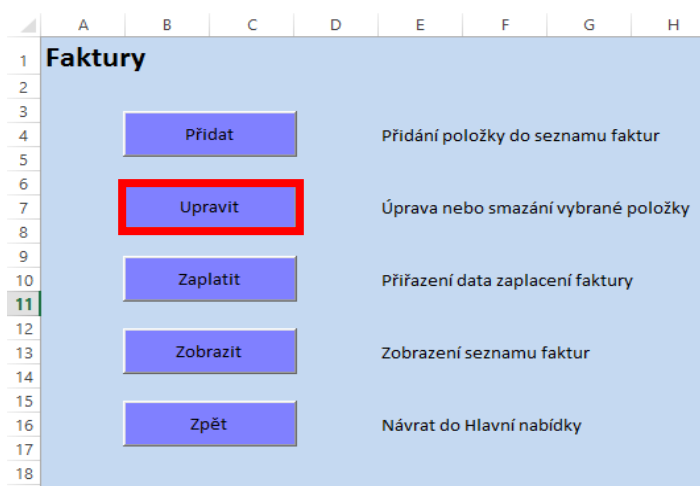 A B C D E F G H
1 Faktury
2
3
4 Přidat Přidání položky do seznamu faktur
5
6
7 Upravit Úprava nebo smazání vybrané položky
8
9
10 Zaplatit Přiřazení data zaplacení faktury
11
12
13 Zobrazit Zobrazení seznamu faktur
14
15
16 Zpět Návrat do Hlavní nabídky
17
18